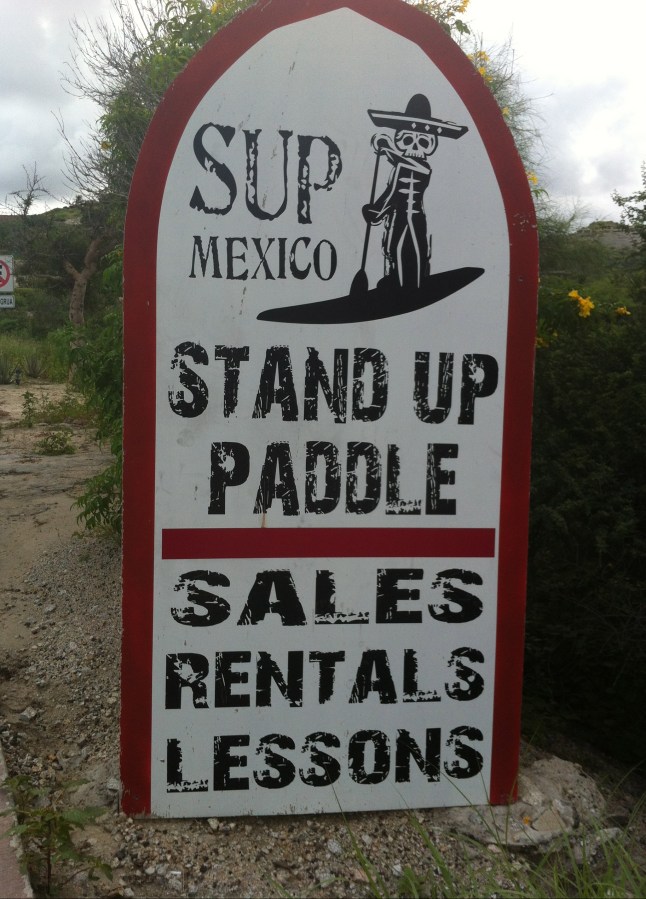 SUP
MEXICO
STAND UP
PADDLE
SALES
RENTALS
LESSONS